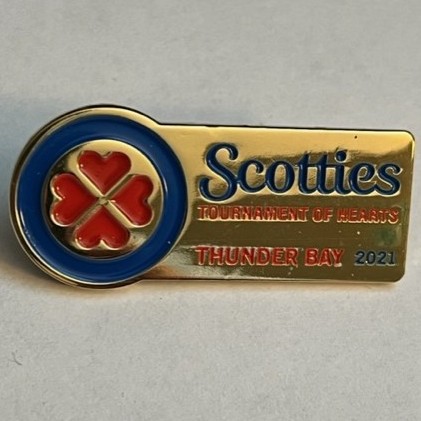 Scotties
TOURNAMENT OF HEARTS
THUNDER BAY 2021